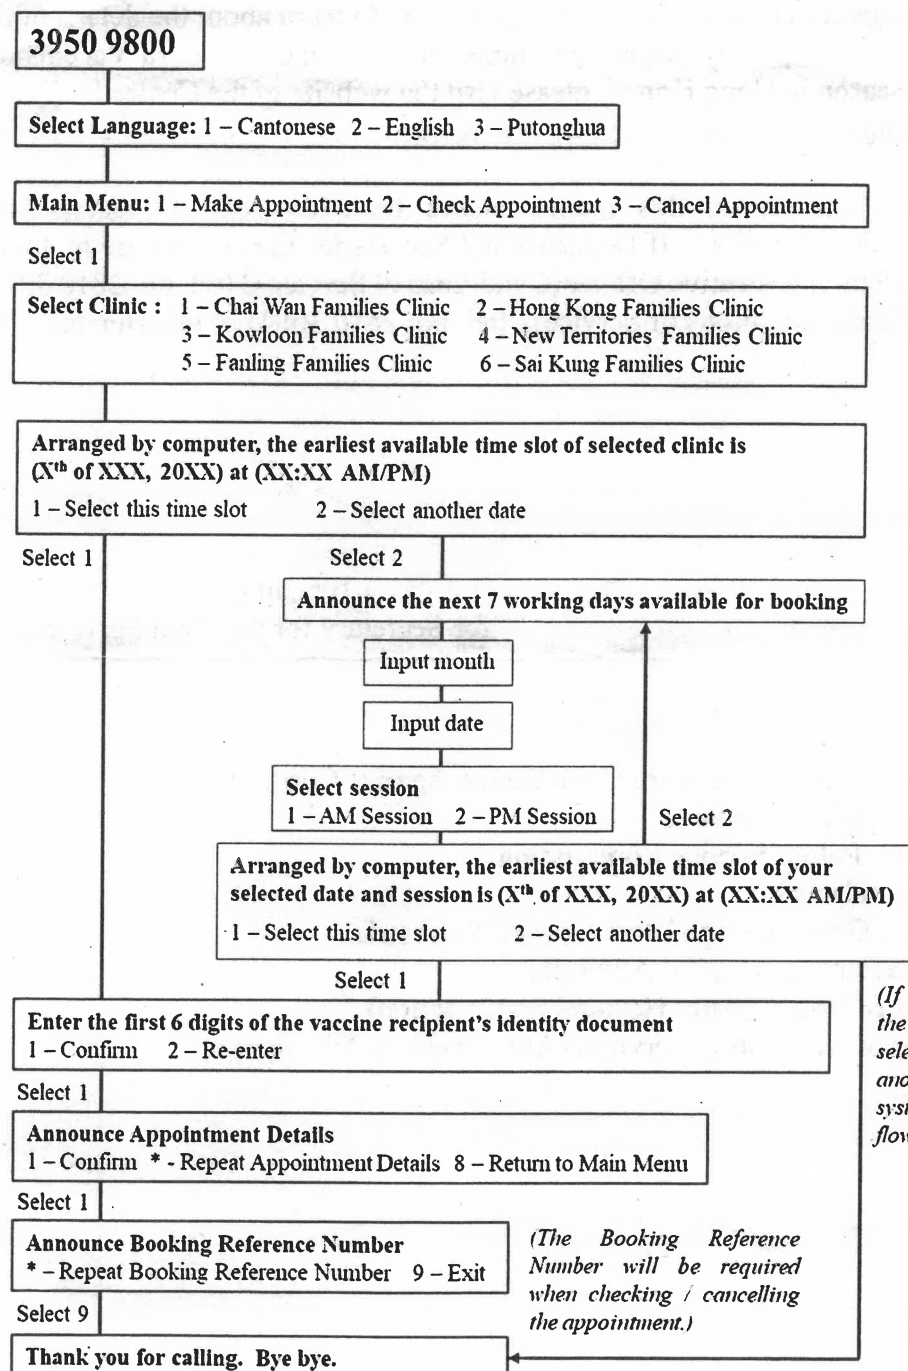 3950 9800
Select Language: 1 – Cantonese 2 – English 3 – Putonghua
Main Menu: 1 – Make Appointment 2 – Check Appointment 3 – Cancel Appointment
Select 1
Select Clinic : 1 – Chai Wan Families Clinic 2 – Hong Kong Families Clinic
3 – Kowloon Families Clinic 4 – New Territories Families Clinic
5 – Fanling Families Clinic 6 – Sai Kung Families Clinic
Arranged by computer, the earliest available time slot of selected clinic is
(Xth of XXX, 20XX) at (XX:XX AM/PM)
1 – Select this time slot 2 – Select another date
Select 1 Select 2
Announce the next 7 working days available for booking
Input month
Input date
Select session
1 – AM Session 2 – PM Session
Select 2
Arranged by computer, the earliest available time slot of your
selected date and session is (Xth of XXX, 20XX) at (XX:XX AM/PM)
1 – Select this time slot 2 – Select another date
Select 1
(If
the
sele
ano
syst
flow
Enter the first 6 digits of the vaccine recipient's identity document
1 – Confirm 2 – Re-enter
Select 1
Announce Appointment Details
1 – Confirm * - Repeat Appointment Details 8 – Return to Main Menu
Select 1
Announce Booking Reference Number
* – Repeat Booking Reference Number 9 – Exit
(The Booking Reference
Number will be required
when checking / cancelling
the appointment.)
Select 9
Thank you for calling. Bye bye.